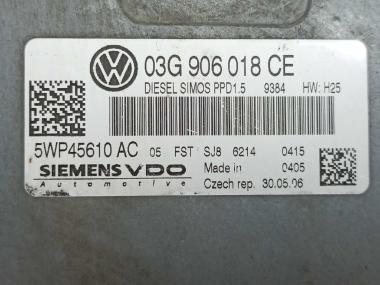 03G 906 018 CE
DIESEL SIMOS PPD1.5 9384 HW: H25
5WP45610 AC 05 FST SJ8 6214 0415
SIEMENS VDO Made in 0405
Automotive Czech rep. 30.05.06